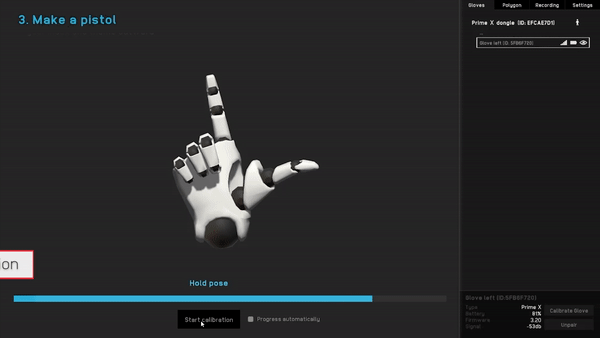 3. Make a pistol
Gloves Polygon Recording Settings
Prime X dongle (ID: EFCAE7D1)
Glove left (ID: 5FB5F720)
ion
Hold pose
Start calibration
Progress automatically
Glove left (ID:5FB5F720)
Type Prime X
Battery 81%
Firmware 3.20
Signal -53db
Calibrate Glove
Unpair